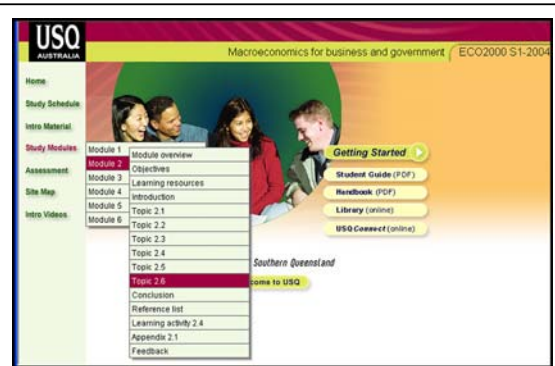 USQ
AUSTRALIA
Macroeconomics for business and government
ECO2000 S1-2004
Home
Study Schedule
Intro Material
Study Modules
Assessment
Site Map
Intro Videos
Module 1
Module 2
Module 3
Module 4
Module 5
Module 6
Module overview
Objectives
Learning resources
Introduction
Topic 2.1
Topic 2.2
Topic 2.3
Topic 2.4
Topic 2.5
Topic 2.6
Conclusion
Reference list
Learning activity 2.4
Appendix 2.1
Feedback
Getting Started
Student Guide (PDF)
Handbook (PDF)
Library (online)
USQConnect (online)
Southern Queensland
come to USQ